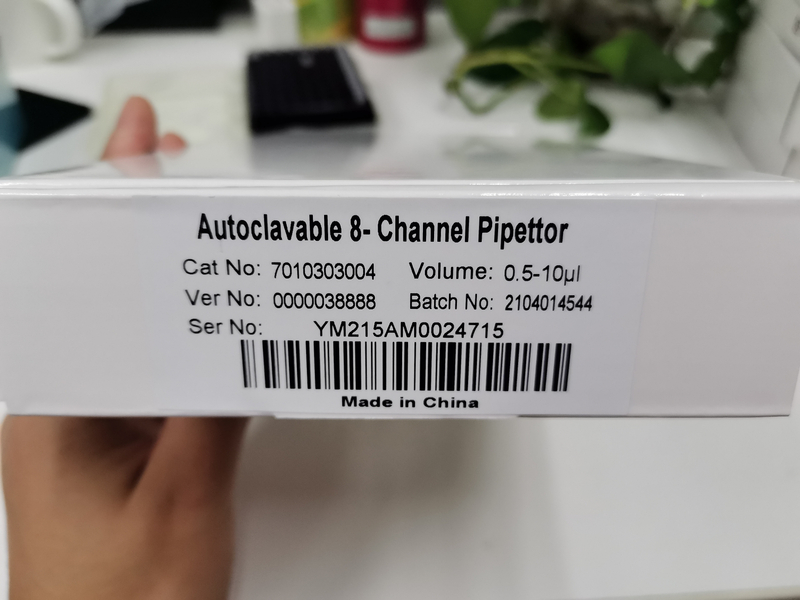 Autoclavable 8- Channel Pipettor
Cat No: 7010303004 Volume: 0.5-10µl
Ver No: 0000038888 Batch No: 2104014544
Ser No: YM215AM0024715
Made in China